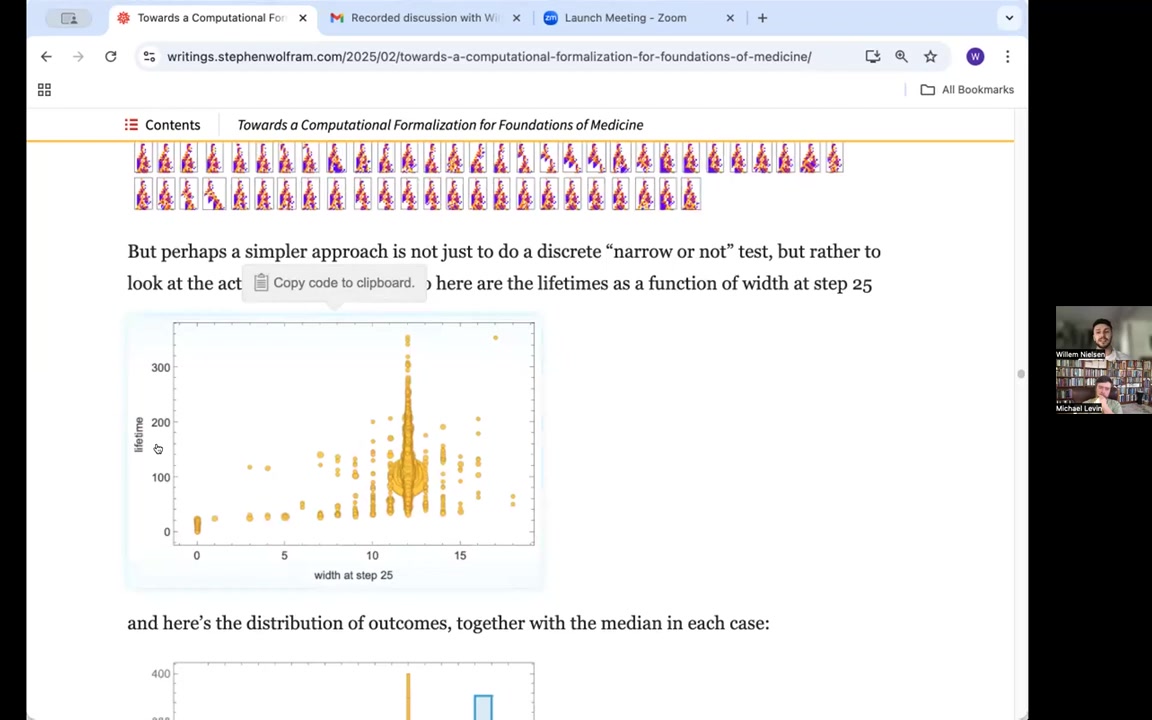 Towards a Computational For
Recorded discussion with Wi
zm
Launch Meeting - Zoom
writings.stephenwolfram.com/2025/02/towards-a-computational-formalization-for-foundations-of-medicine/
W
All Bookmarks
Contents
Towards a Computational Formalization for Foundations of Medicine
But perhaps a simpler approach is not just to do a discrete “narrow or not” test, but rather to
look at the act
Copy code to clipboard.
here are the lifetimes as a function of width at step 25
300
200
100
0
lifetime
0 5 10 15
width at step 25
and here’s the distribution of outcomes, together with the median in each case:
400
Willem Nielsen
Michael Levin